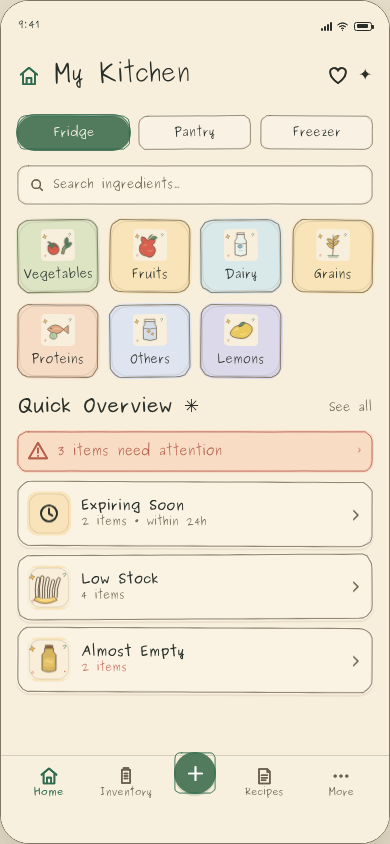 9:41
My Kitchen
Fridge
Pantry
Freezer
Search ingredients...
Vegetables
Fruits
Dairy
Grains
Proteins
Others
Lemons
Quick Overview
See all
3 items need attention
Expiring Soon
2 items • within 24h
Low Stock
4 items
Almost Empty
2 items
Home
Inventory
Recipes
More